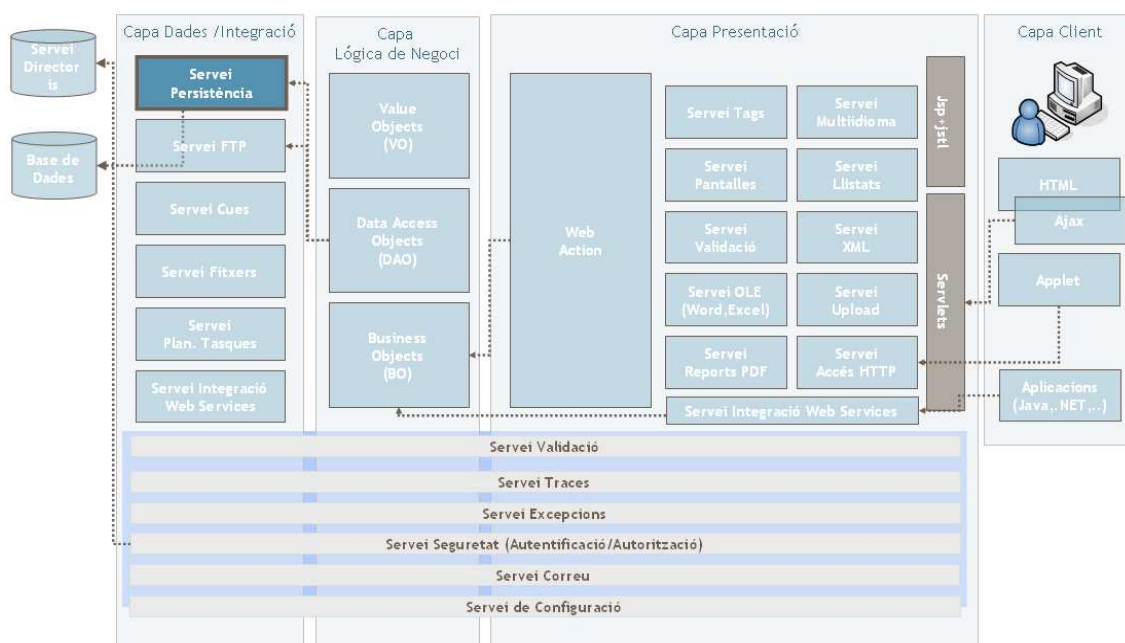 Capa Dades /Integració
Capa
Lógica de Negoci
Capa Presentació
Capa Client
Servei
Director
is
Base de
Dades
Servei
Persistència
Servei FTP
Servei Cues
Servei Fitxers
Servei
Plan. Tasques
Servei Integració
Web Services
Value
Objects
(VO)
Data Access
Objects
(DAO)
Business
Objects
(BO)
Web
Action
Servei Tags
Servei
Multiidioma
Servei
Pantalles
Servei
Llistats
Servei
Validació
Servei
XML
Servei OLE
(Word,Excel)
Servei
Upload
Servei
Reports PDF
Servei
Accés HTTP
Servei Integració Web Services
Jsp+jstl
Servlets
HTML
Ajax
Applet
Aplicacions
(Java,.NET,..)
Servei Validació
Servei Traces
Servei Excepcions
Servei Seguretat (Autentificació/Autorització)
Servei Correu
Servei de Configuració